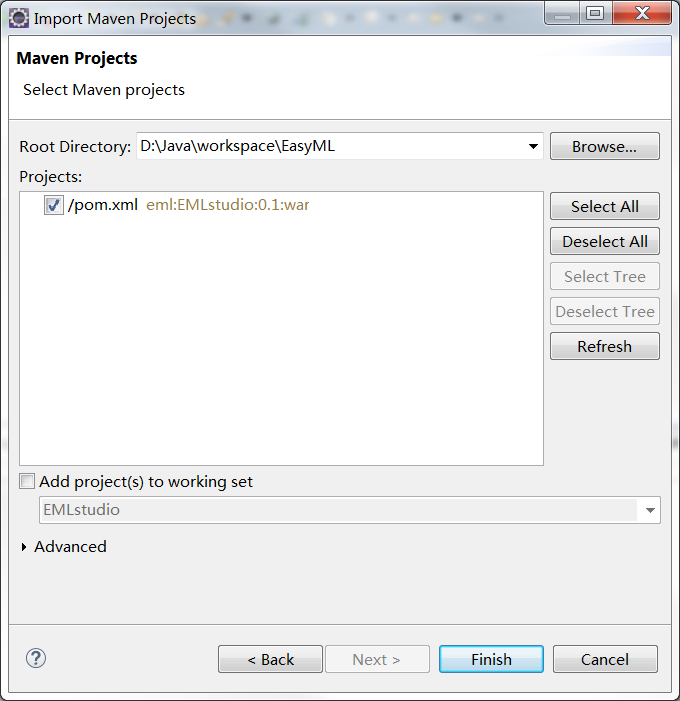 Import Maven Projects
Maven Projects
Select Maven projects
Root Directory: D:\Java\workspace\EasyML Browse...
Projects:
/pom.xml eml:EMLstudio:0.1:war
Select All
Deselect All
Select Tree
Deselect Tree
Refresh
Add project(s) to working set
EMLstudio
Advanced
? < Back Next > Finish Cancel